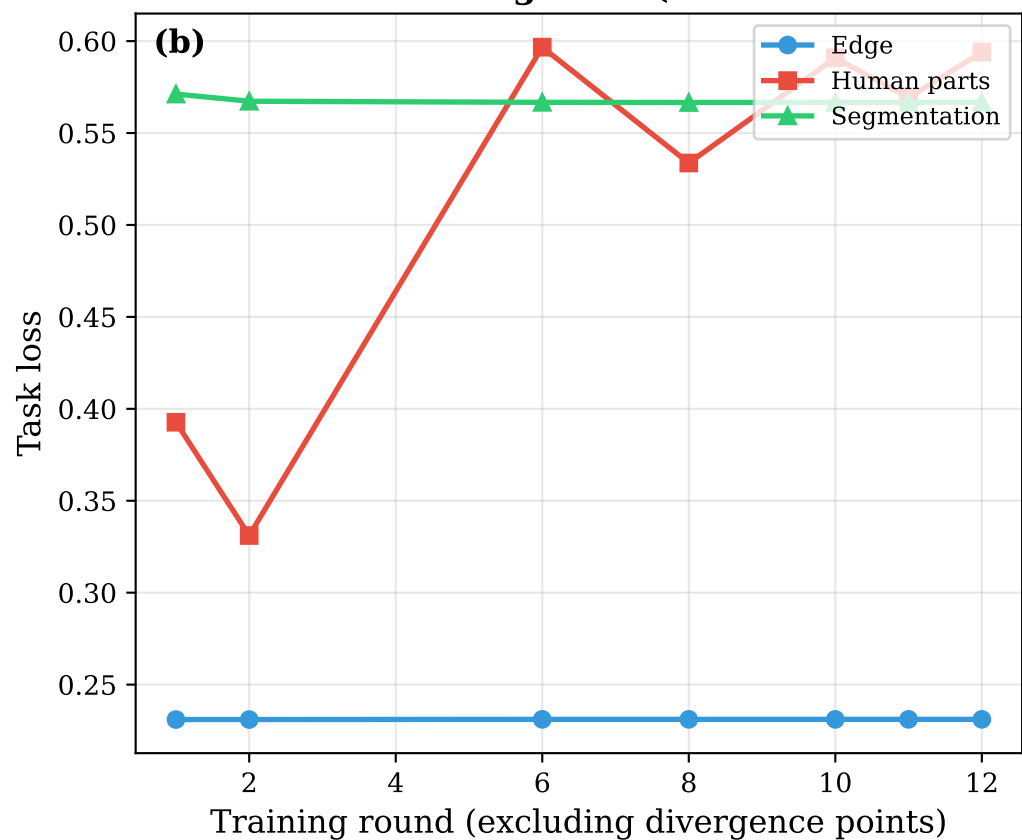 (b)
Edge
Human parts
Segmentation
0.60
0.55
0.50
0.45
0.40
0.35
0.30
0.25
Task loss
2 4 6 8 10 12
Training round (excluding divergence points)